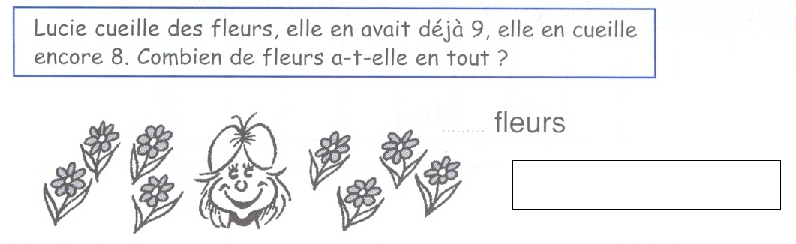 Lucie cueille des fleurs, elle en avait déjà 9, elle en cueille
encore 8. Combien de fleurs a-t-elle en tout ?
........ fleurs